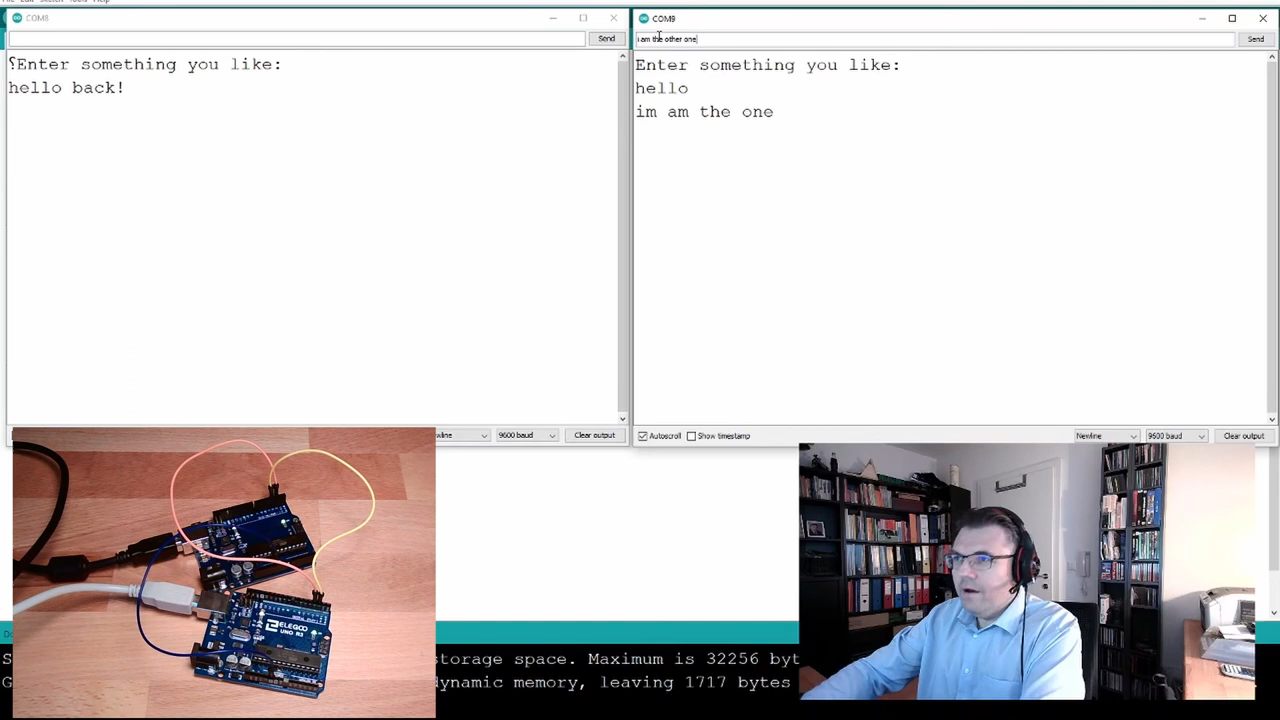 COM8
Send
⸮Enter something you like:
hello back!
wline
9600 baud
Clear output
COM9
i am the other one
Send
Enter something you like:
hello
im am the one
Autoscroll
Show timestamp
Newline
9600 baud
Clear output
ELEGOO
UNO R3
storage space. Maximum is 32256 byt
dynamic memory, leaving 1717 bytes